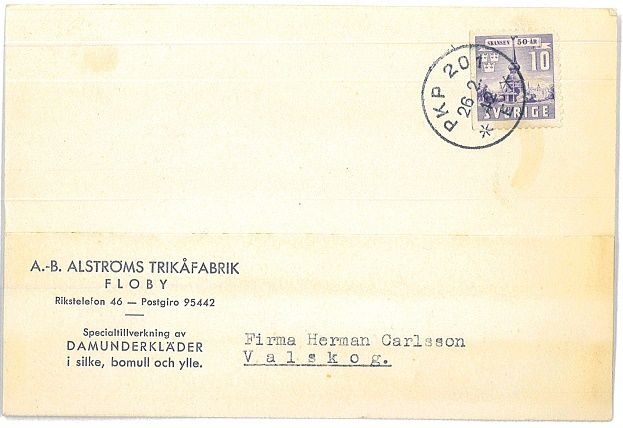 SKANSEN 50 ÅR
10
SVERIGE
PKP 201
26 2
A.-B. ALSTRÖMS TRIKÅFABRIK
FLOBY
Rikstelefon 46 — Postgiro 95442
Specialtillverkning av
DAMUNDERKLÄDER
i silke, bomull och ylle.
Firma Herman Carlsson
Valskog.